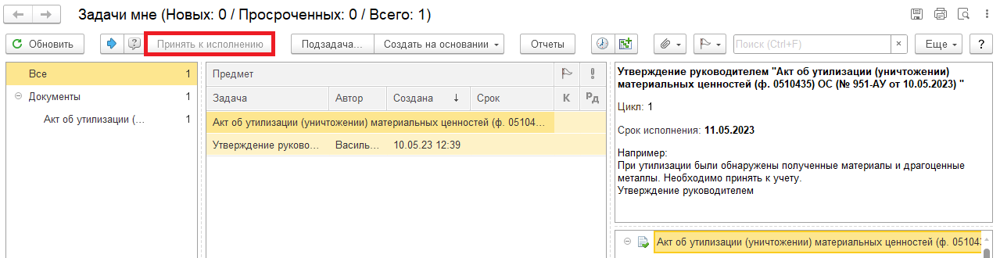 Задачи мне (Новых: 0 / Просроченных: 0 / Всего: 1)
Обновить
Принять к исполнению
Подзадача...
Создать на основании
Отчеты
Поиск (Ctrl+F)
×
Еще
?
Все 1
Документы 1
Акт об утилизации (... 1
Предмет
Задача Автор Создана ↓ Срок К Рд
Акт об утилизации (уничтожении) материальных ценностей (ф. 05104...
Утверждение руково... Василь... 10.05.23 12:39
Утверждение руководителем "Акт об утилизации (уничтожении)
материальных ценностей (ф. 0510435) ОС (№ 951-АУ от 10.05.2023) "
Цикл: 1
Срок исполнения: 11.05.2023
Например:
При утилизации были обнаружены полученные материалы и драгоценные
металлы. Необходимо принять к учету.
Утверждение руководителем
Акт об утилизации (уничтожении) материальных ценностей (ф. 05104